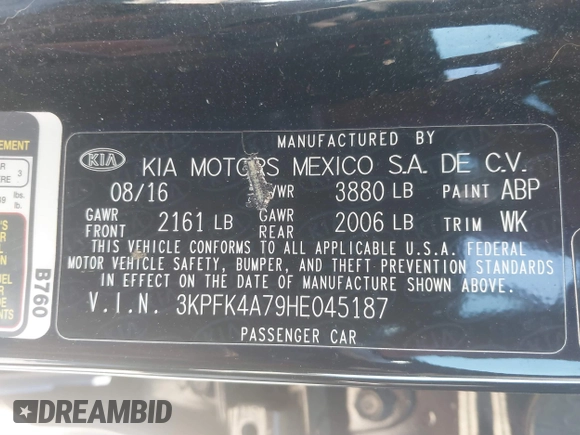 MANUFACTURED BY
KIA KIA MOTORS MEXICO S.A. DE C.V.
08/16 GVWR 3880 LB PAINT ABP
GAWR FRONT 2161 LB GAWR REAR 2006 LB TRIM WK
THIS VEHICLE CONFORMS TO ALL APPLICABLE U.S.A. FEDERAL
MOTOR VEHICLE SAFETY, BUMPER, AND THEFT PREVENTION STANDARDS
IN EFFECT ON THE DATE OF MANUFACTURE SHOWN ABOVE.
V.I.N. 3KPFK4A79HE045187
PASSENGER CAR
B760
DREAMBID